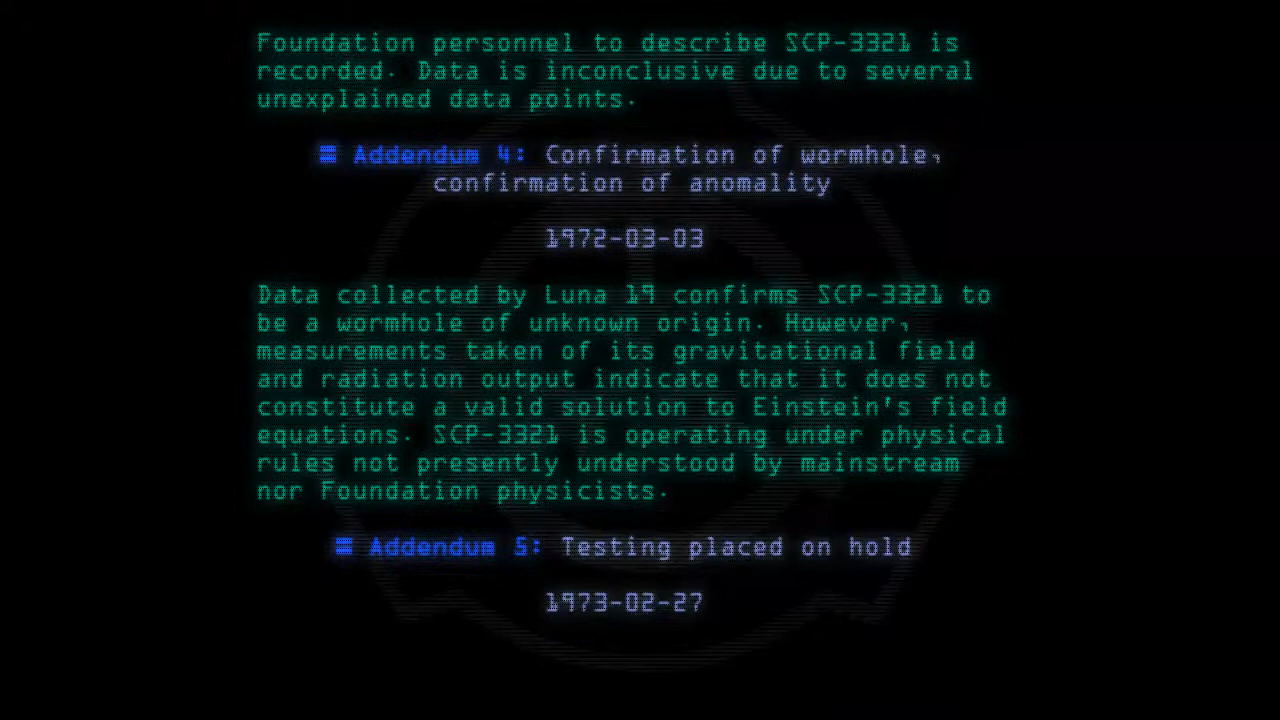 Foundation personnel to describe SCP-3321 is
recorded. Data is inconclusive due to several
unexplained data points.
Addendum 4: Confirmation of wormhole,
confirmation of anomality
1972-03-03
Data collected by Luna 19 confirms SCP-3321 to
be a wormhole of unknown origin. However,
measurements taken of its gravitational field
and radiation output indicate that it does not
constitute a valid solution to Einstein's field
equations. SCP-3321 is operating under physical
rules not presently understood by mainstream
nor Foundation physicists.
Addendum 5: Testing placed on hold
1973-02-27